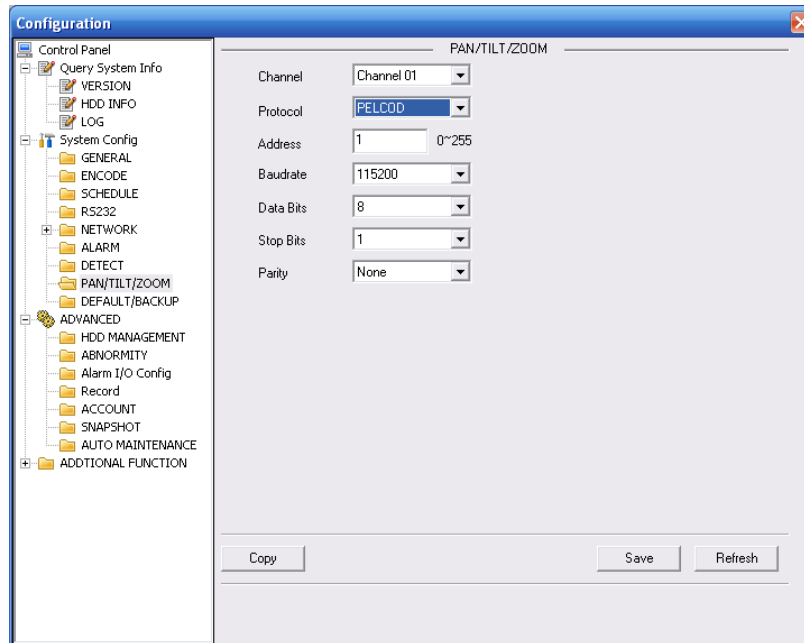 Configuration
Control Panel
Query System Info
VERSION
HDD INFO
LOG
System Config
GENERAL
ENCODE
SCHEDULE
RS232
NETWORK
ALARM
DETECT
PAN/TILT/ZOOM
DEFAULT/BACKUP
ADVANCED
HDD MANAGEMENT
ABNORMITY
Alarm I/O Config
Record
ACCOUNT
SNAPSHOT
AUTO MAINTENANCE
ADDTIONAL FUNCTION
PAN/TILT/ZOOM
Channel Channel 01
Protocol PELCOD
Address 1 0~255
Baudrate 115200
Data Bits 8
Stop Bits 1
Parity None
Copy Save Refresh